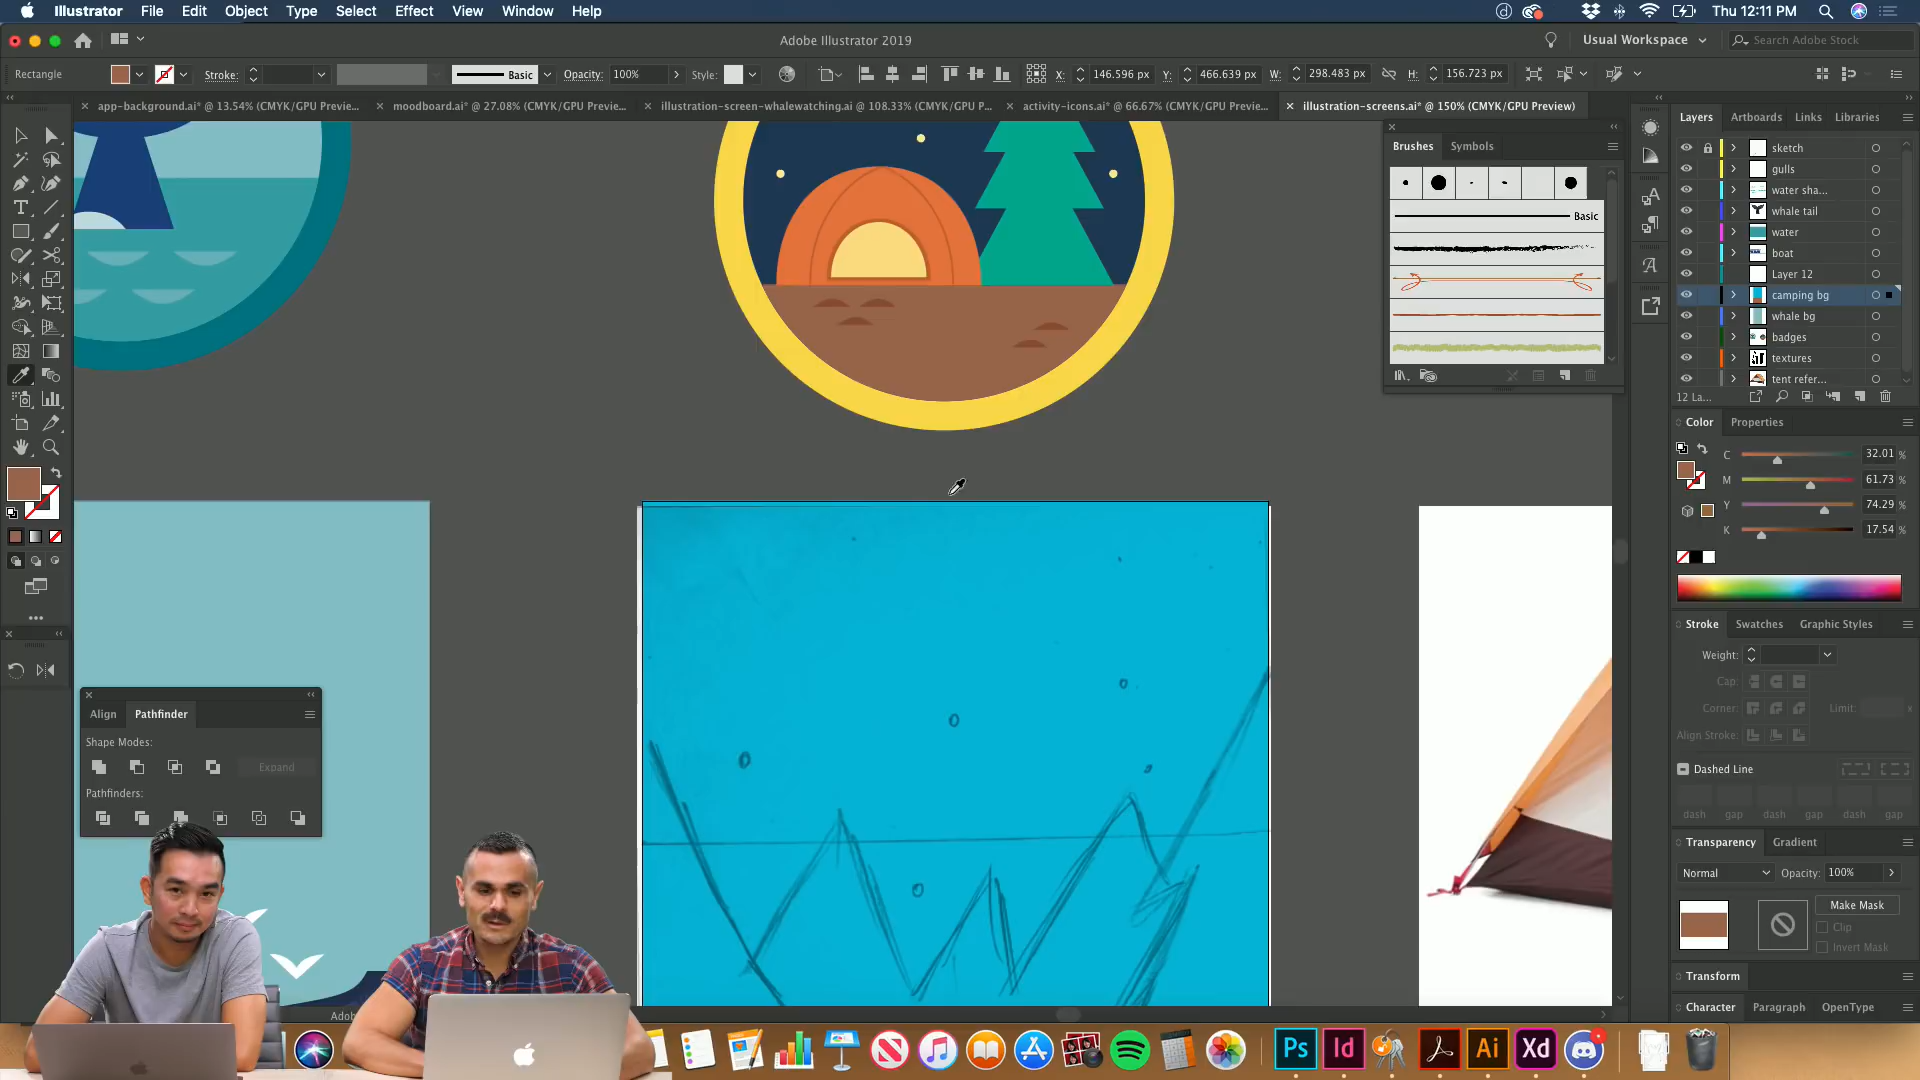 Illustrator File Edit Object Type Select Effect View Window Help
Thu 12:11 PM
Adobe Illustrator 2019
Usual Workspace
Search Adobe Stock
Rectangle
Stroke:
Basic
Opacity: 100%
Style:
X: 146.596 px Y: 466.639 px W: 298.483 px H: 156.723 px
app-background.ai* @ 13.54% (CMYK/GPU Previe...
moodboard.ai* @ 27.08% (CMYK/GPU Previe...
illustration-screen-whalewatching.ai @ 108.33% (CMYK/GPU P...
activity-icons.ai* @ 66.67% (CMYK/GPU Previe...
illustration-screens.ai* @ 150% (CMYK/GPU Preview)
Brushes Symbols
Basic
Layers Artboards Links Libraries
sketch
gulls
water sha...
whale tail
water
boat
Layer 12
camping bg
whale bg
badges
textures
tent refer...
12 La...
Color Properties
C 32.01 %
M 61.73 %
Y 74.29 %
K 17.54 %
Stroke Swatches Graphic Styles
Weight:
Cap:
Corner: Limit: x
Align Stroke:
Dashed Line
dash gap dash gap dash gap
Transparency Gradient
Normal Opacity: 100%
Make Mask
Clip
Invert Mask
Transform
Character Paragraph OpenType
Align Pathfinder
Shape Modes:
Expand
Pathfinders:
Adob
Ps Id Ai Xd